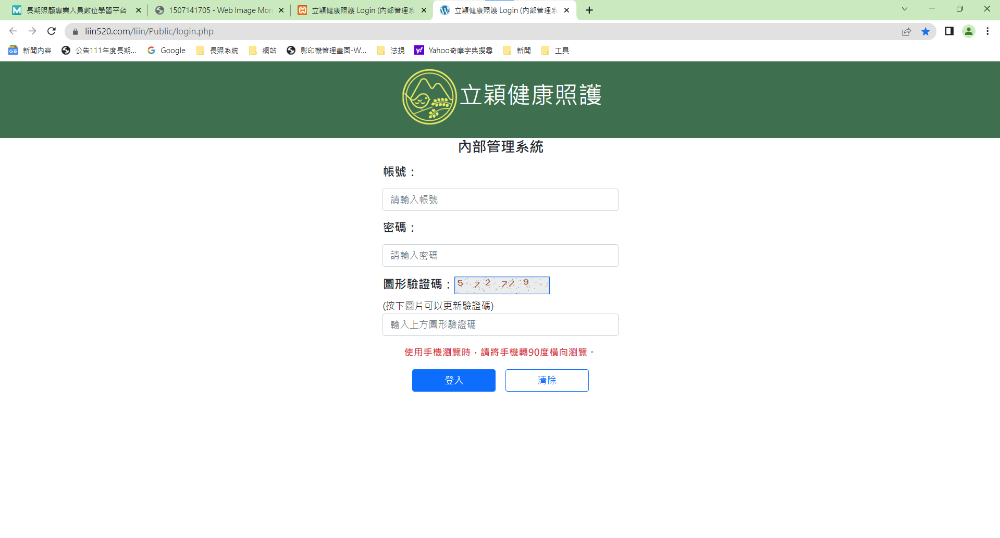 長期照顧專業人員數位學習平台
1507141705 - Web Image Mon
立穎健康照護 Login (內部管理系
立穎健康照護 Login (內部管理系
liin520.com/liin/Public/login.php
新聞內容
公告111年度長期...
Google
長照系統
網站
影印機管理畫面-W...
法規
Yahoo奇摩字典搜尋
新聞
工具
立穎健康照護
內部管理系統
帳號：
請輸入帳號
密碼：
請輸入密碼
圖形驗證碼：
5 7 2 7 7 9
(按下圖片可以更新驗證碼)
輸入上方圖形驗證碼
使用手機瀏覽時，請將手機轉90度橫向瀏覽。
登入
清除